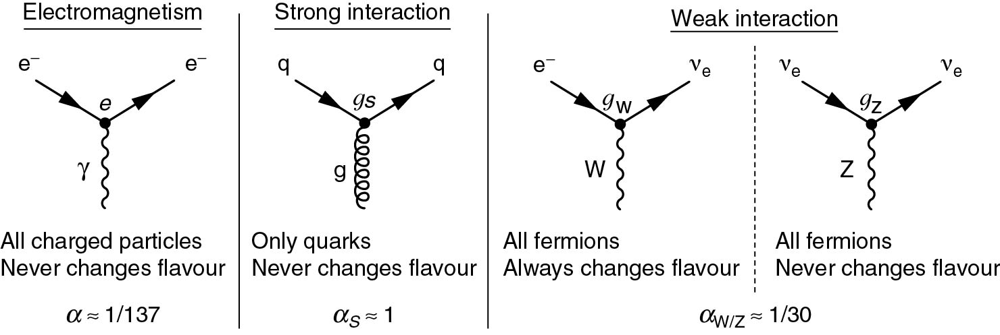 Electromagnetism
e⁻
e⁻
e
γ
All charged particles
Never changes flavour
α ≈ 1/137
Strong interaction
q
q
gS
g
Only quarks
Never changes flavour
αS ≈ 1
Weak interaction
e⁻
νe
gW
W
All fermions
Always changes flavour
νe
νe
gZ
Z
All fermions
Never changes flavour
αW/Z ≈ 1/30